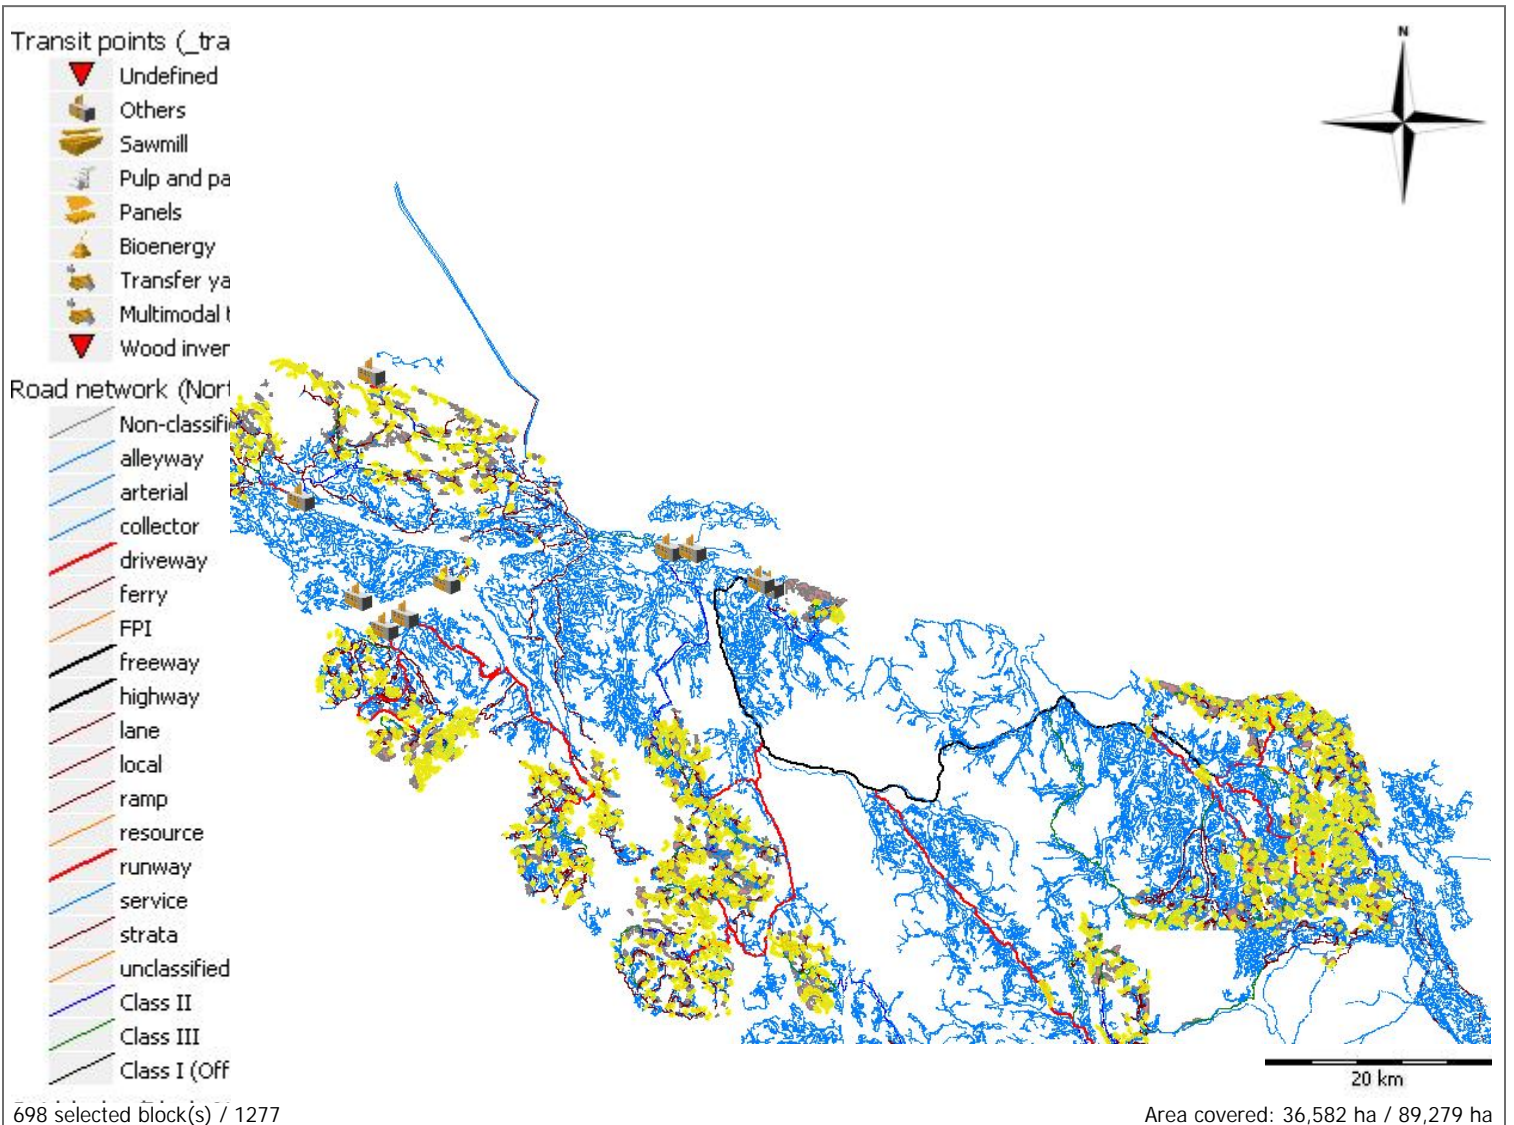 Transit points (_tra
Undefined
Others
Sawmill
Pulp and pa
Panels
Bioenergy
Transfer ya
Multimodal t
Wood inver
Road network (Nort
Non-classifi
alleyway
arterial
collector
driveway
ferry
FPI
freeway
highway
lane
local
ramp
resource
runway
service
strata
unclassified
Class II
Class III
Class I (Off
N
20 km
698 selected block(s) / 1277
Area covered: 36,582 ha / 89,279 ha